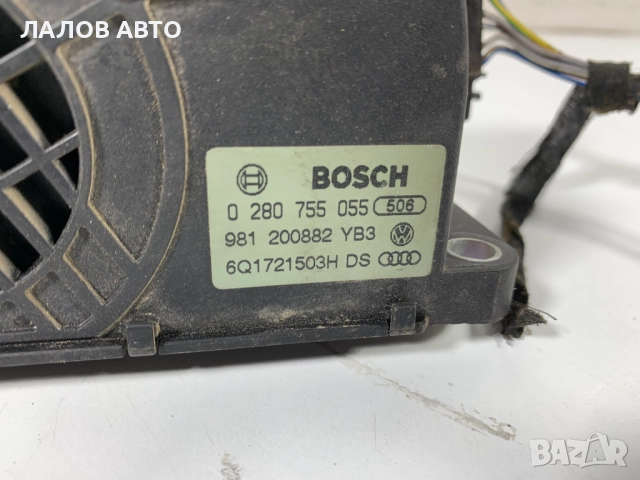 ЛАЛОВ АВТО
BOSCH
0 280 755 055 506
981 200882 YB3
6Q1721503H DS
BAZAR